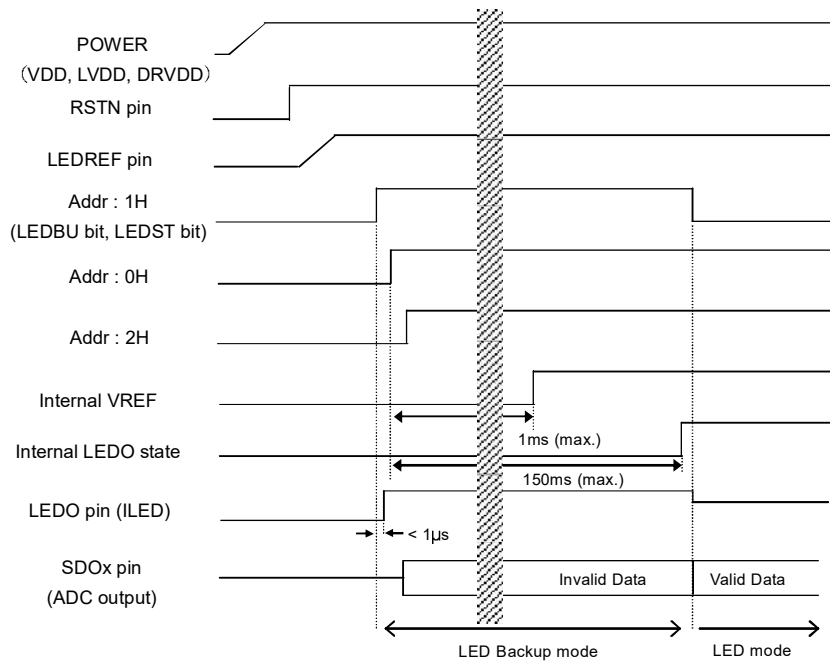 POWER
（VDD, LVDD, DRVDD）
RSTN pin
LEDREF pin
Addr : 1H
(LEDBU bit, LEDST bit)
Addr : 0H
Addr : 2H
Internal VREF
1ms (max.)
Internal LEDO state
150ms (max.)
LEDO pin (ILED)
< 1µs
SDOx pin
(ADC output)
Invalid Data
Valid Data
LED Backup mode
LED mode